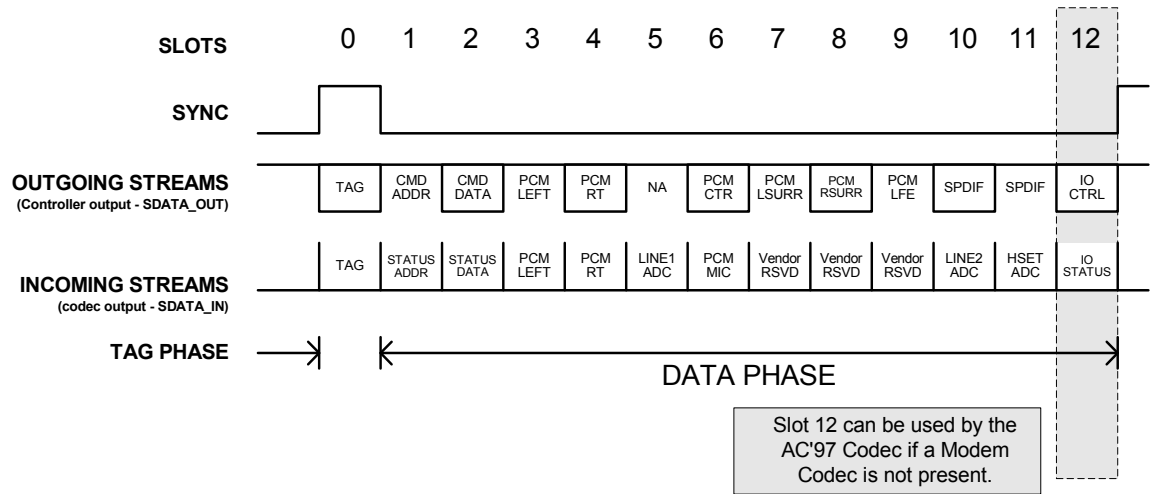 SLOTS 0 1 2 3 4 5 6 7 8 9 10 11 12
SYNC
OUTGOING STREAMS
(Controller output - SDATA_OUT)
TAG
CMD
ADDR
CMD
DATA
PCM
LEFT
PCM
RT
NA
PCM
CTR
PCM
LSURR
PCM
RSURR
PCM
LFE
SPDIF
SPDIF
IO
CTRL
INCOMING STREAMS
(codec output - SDATA_IN)
TAG
STATUS
ADDR
STATUS
DATA
PCM
LEFT
PCM
RT
LINE1
ADC
PCM
MIC
Vendor
RSVD
Vendor
RSVD
Vendor
RSVD
LINE2
ADC
HSET
ADC
IO
STATUS
TAG PHASE
DATA PHASE
Slot 12 can be used by the
AC'97 Codec if a Modem
Codec is not present.